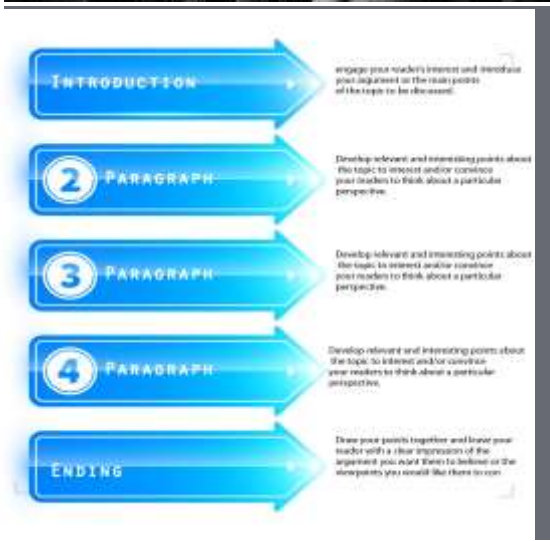 INTRODUCTION
engage your reader's interest and introduce
your argument or the main points
of the topic to be discussed.
2 PARAGRAPH
Develop relevant and interesting points about
the topic to interest and/or convince
your readers to think about a particular
perspective.
3 PARAGRAPH
Develop relevant and interesting points about
the topic to interest and/or convince
your readers to think about a particular
perspective.
4 PARAGRAPH
Develop relevant and interesting points about
the topic to interest and/or convince
your readers to think about a particular
perspective.
ENDING
Draw your points together and leave your
reader with a clear impression of the
argument you want them to believe or the
viewpoints you would like them to con